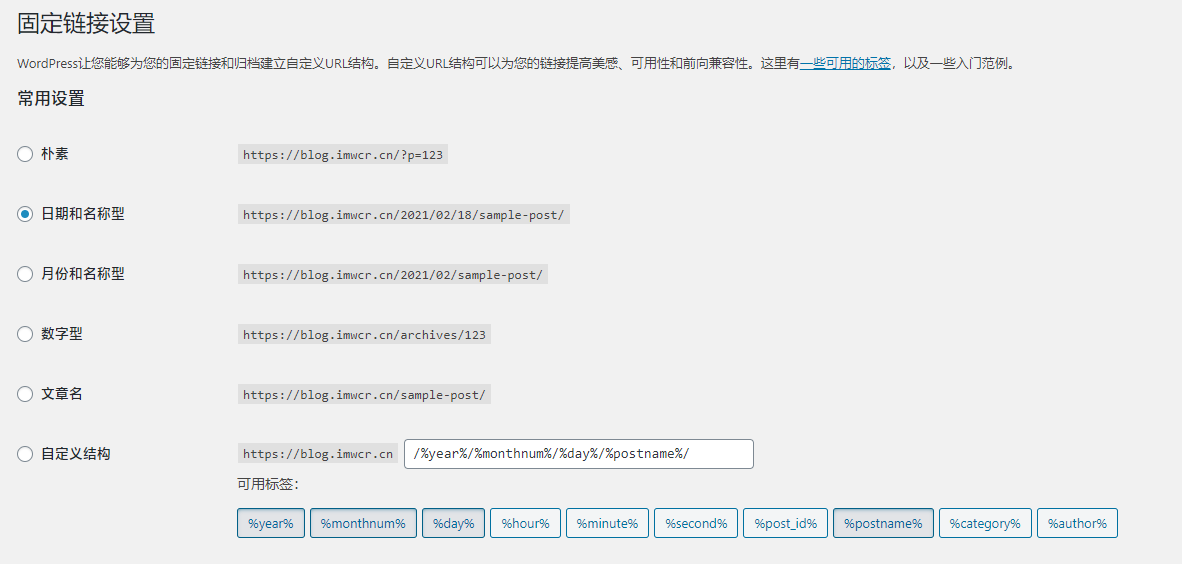 固定链接设置
WordPress让您能够为您的固定链接和归档建立自定义URL结构。自定义URL结构可以为您的链接提高美感、可用性和前向兼容性。这里有一些可用的标签，以及一些入门范例。
常用设置
朴素 https://blog.imwcr.cn/?p=123
日期和名称型 https://blog.imwcr.cn/2021/02/18/sample-post/
月份和名称型 https://blog.imwcr.cn/2021/02/sample-post/
数字型 https://blog.imwcr.cn/archives/123
文章名 https://blog.imwcr.cn/sample-post/
自定义结构 https://blog.imwcr.cn /%year%/%monthnum%/%day%/%postname%/
可用标签：
%year% %monthnum% %day% %hour% %minute% %second% %post_id% %postname% %category% %author%